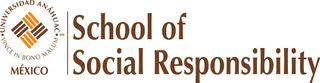 UNIVERSIDAD ANÁHUAC
VINCE IN BONO MALUM
MÉXICO
School of
Social Responsibility